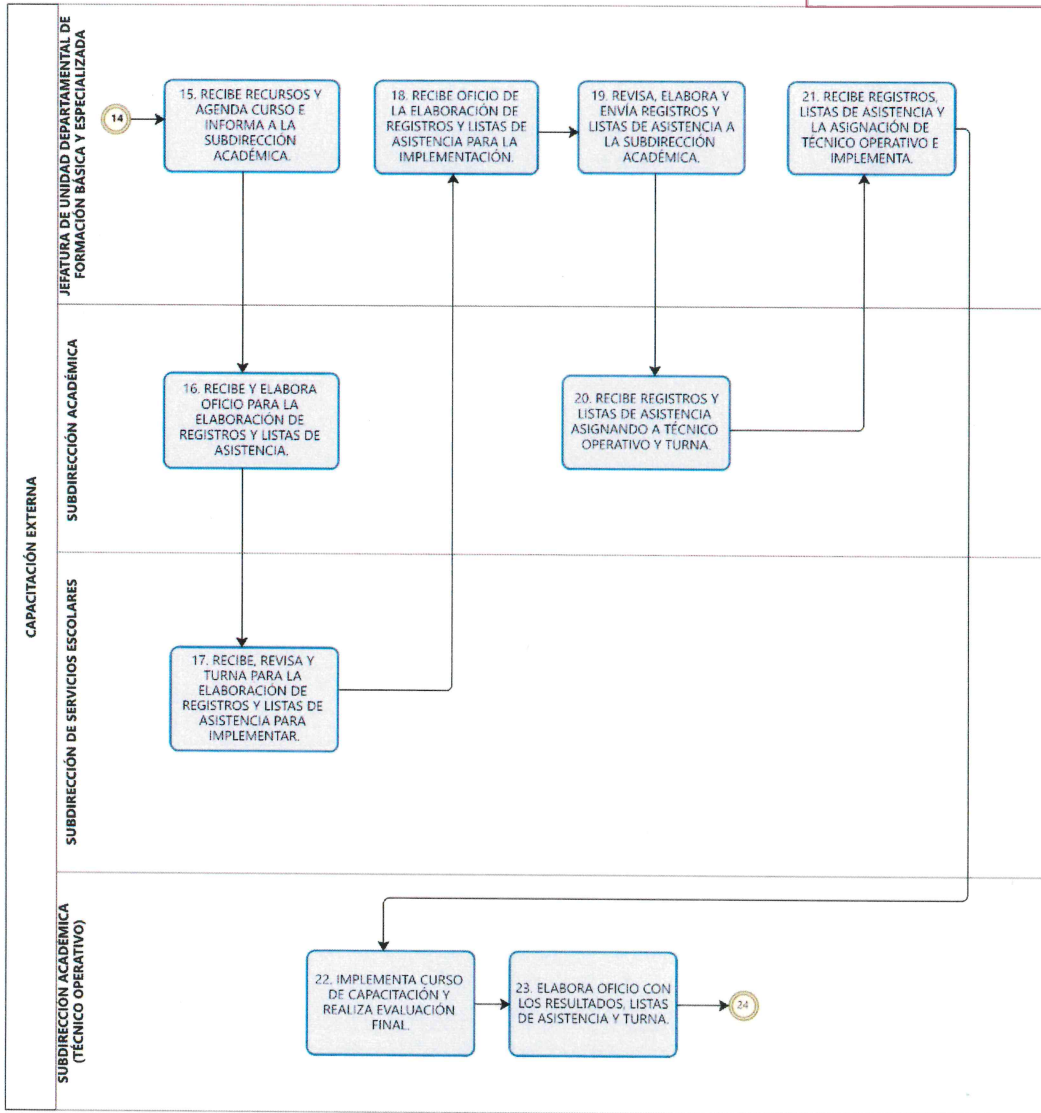 CAPACITACIÓN EXTERNA
JEFATURA DE UNIDAD DEPARTAMENTAL DE
FORMACIÓN BÁSICA Y ESPECIALIZADA
14
15. RECIBE RECURSOS Y
AGENDA CURSO E
INFORMA A LA
SUBDIRECCIÓN
ACADÉMICA.
18. RECIBE OFICIO DE
LA ELABORACIÓN DE
REGISTROS Y LISTAS DE
ASISTENCIA PARA LA
IMPLEMENTACIÓN.
19. REVISA, ELABORA Y
ENVÍA REGISTROS Y
LISTAS DE ASISTENCIA A
LA SUBDIRECCIÓN
ACADÉMICA.
21. RECIBE REGISTROS,
LISTAS DE ASISTENCIA Y
LA ASIGNACIÓN DE
TÉCNICO OPERATIVO E
IMPLEMENTA.
SUBDIRECCIÓN ACADÉMICA
16. RECIBE Y ELABORA
OFICIO PARA LA
ELABORACIÓN DE
REGISTROS Y LISTAS DE
ASISTENCIA.
20. RECIBE REGISTROS Y
LISTAS DE ASISTENCIA
ASIGNANDO A TÉCNICO
OPERATIVO Y TURNA.
SUBDIRECCIÓN DE SERVICIOS ESCOLARES
17. RECIBE, REVISA Y
TURNA PARA LA
ELABORACIÓN DE
REGISTROS Y LISTAS DE
ASISTENCIA PARA
IMPLEMENTAR.
SUBDIRECCIÓN ACADÉMICA
(TÉCNICO OPERATIVO)
22. IMPLEMENTA CURSO
DE CAPACITACIÓN Y
REALIZA EVALUACIÓN
FINAL.
23. ELABORA OFICIO CON
LOS RESULTADOS, LISTAS
DE ASISTENCIA Y TURNA.
24